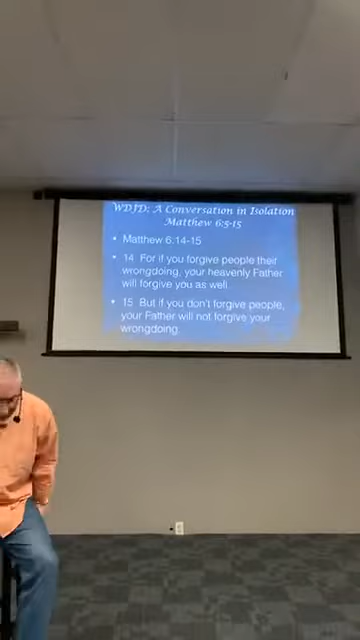 WDJD: A Conversation in Isolation
Matthew 6:5-15
• Matthew 6:14-15
• 14 For if you forgive people their
wrongdoing, your heavenly Father
will forgive you as well.
• 15 But if you don't forgive people,
your Father will not forgive your
wrongdoing.